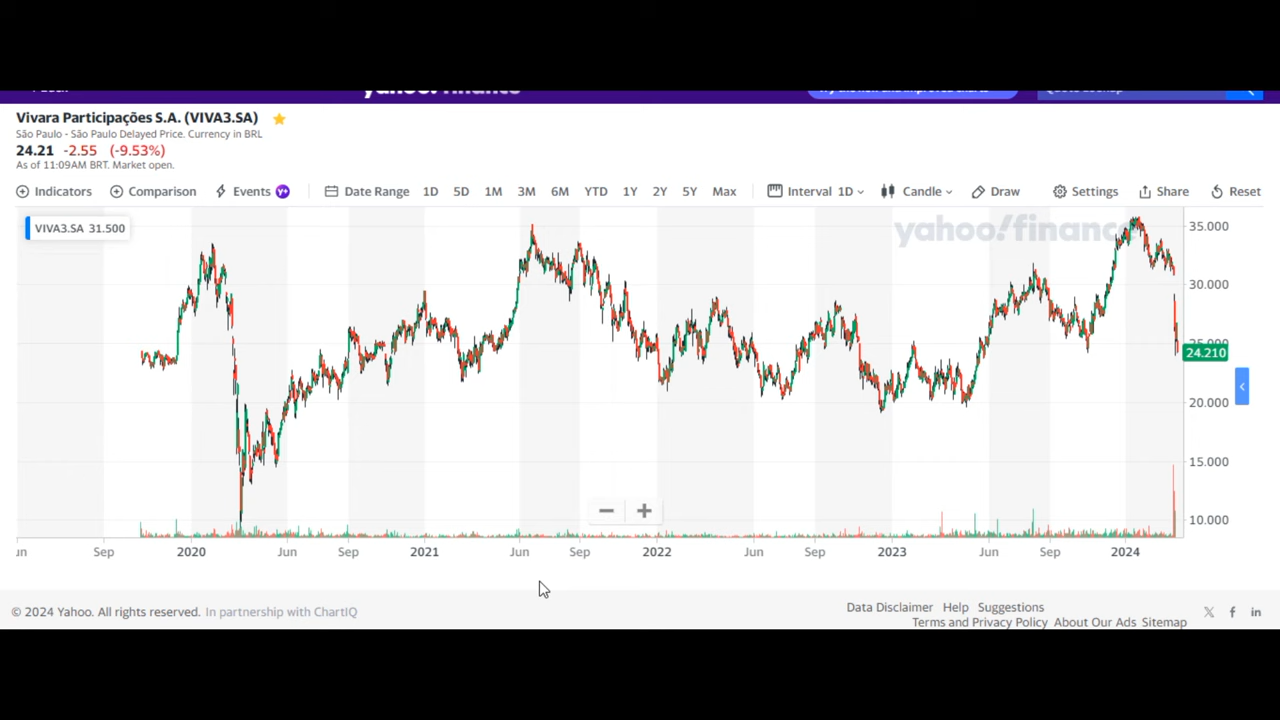 Vivara Participações S.A. (VIVA3.SA)
São Paulo - São Paulo Delayed Price. Currency in BRL
24.21 -2.55 (-9.53%)
As of 11:09AM BRT. Market open.
Indicators Comparison Events Y+ Date Range 1D 5D 1M 3M 6M YTD 1Y 2Y 5Y Max Interval 1D Candle Draw Settings Share Reset
VIVA3.SA 31.500
yahoo!finance
35.000
30.000
25.000
24.210
20.000
15.000
10.000
Sep 2020 Jun Sep 2021 Jun Sep 2022 Jun Sep 2023 Jun Sep 2024
© 2024 Yahoo. All rights reserved. In partnership with ChartIQ
Data Disclaimer Help Suggestions
Terms and Privacy Policy About Our Ads Sitemap